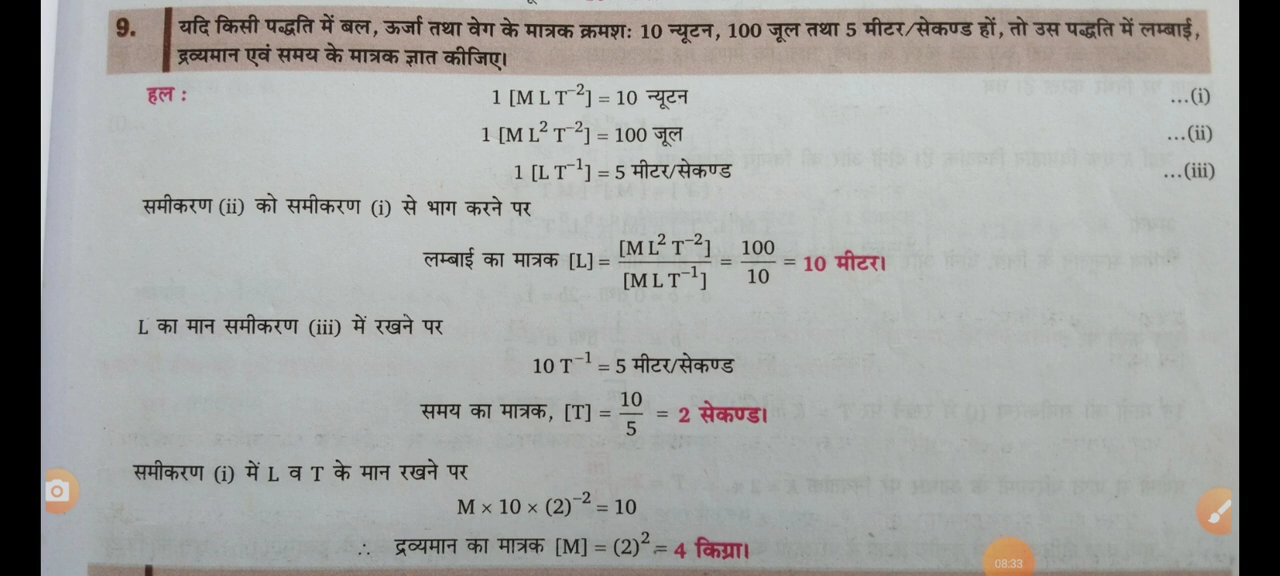 9. यदि किसी पद्धति में बल, ऊर्जा तथा वेग के मात्रक क्रमशः 10 न्यूटन, 100 जूल तथा 5 मीटर/सेकण्ड हों, तो उस पद्धति में लम्बाई,
द्रव्यमान एवं समय के मात्रक ज्ञात कीजिए।
हल : 1 [M L T⁻²] = 10 न्यूटन ...(i)
1 [M L² T⁻²] = 100 जूल ...(ii)
1 [L T⁻¹] = 5 मीटर/सेकण्ड ...(iii)
समीकरण (ii) को समीकरण (i) से भाग करने पर
लम्बाई का मात्रक [L] = [M L² T⁻²] / [M L T⁻¹] = 100 / 10 = 10 मीटर।
L का मान समीकरण (iii) में रखने पर
10 T⁻¹ = 5 मीटर/सेकण्ड
समय का मात्रक, [T] = 10 / 5 = 2 सेकण्ड।
समीकरण (i) में L व T के मान रखने पर
M × 10 × (2)⁻² = 10
∴ द्रव्यमान का मात्रक [M] = (2)² = 4 किग्रा।
08:33